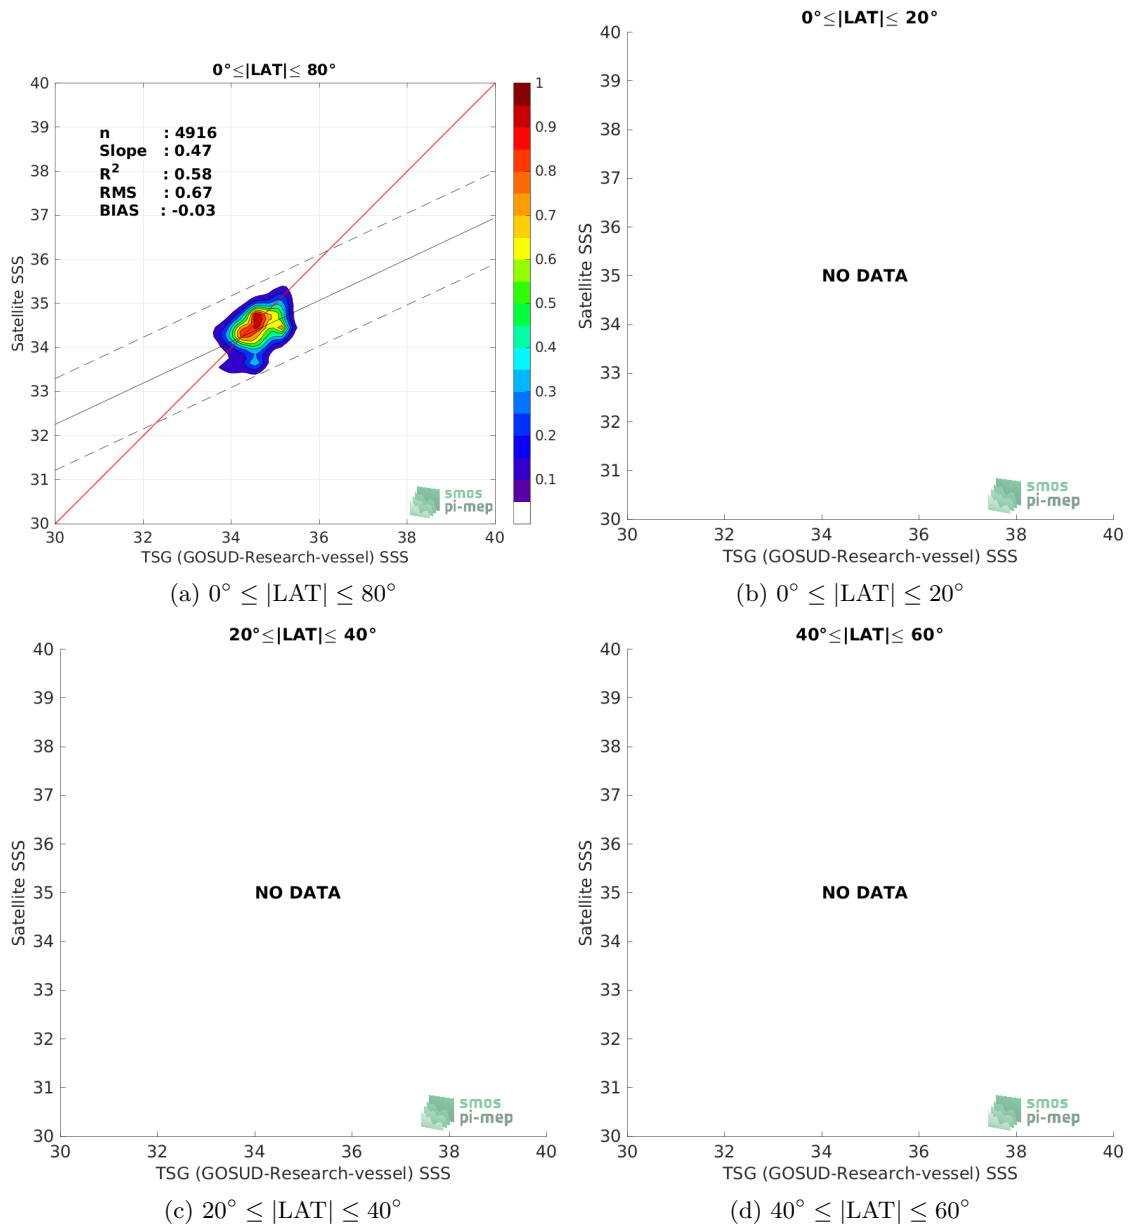 0°≤|LAT|≤ 80°
40
39
38
37
36
35
34
33
32
31
30
n : 4916
Slope : 0.47
R2 : 0.58
RMS : 0.67
BIAS : -0.03
Satellite SSS
smos
pi-mep
30 32 34 36 38 40
TSG (GOSUD-Research-vessel) SSS
1
0.9
0.8
0.7
0.6
0.5
0.4
0.3
0.2
0.1
(a) 0° ≤ |LAT| ≤ 80°
0°≤|LAT|≤ 20°
40
39
38
37
36
35
34
33
32
31
30
Satellite SSS
NO DATA
smos
pi-mep
30 32 34 36 38 40
TSG (GOSUD-Research-vessel) SSS
(b) 0° ≤ |LAT| ≤ 20°
20°≤|LAT|≤ 40°
40
39
38
37
36
35
34
33
32
31
30
Satellite SSS
NO DATA
smos
pi-mep
30 32 34 36 38 40
TSG (GOSUD-Research-vessel) SSS
(c) 20° ≤ |LAT| ≤ 40°
40°≤|LAT|≤ 60°
40
39
38
37
36
35
34
33
32
31
30
Satellite SSS
NO DATA
smos
pi-mep
30 32 34 36 38 40
TSG (GOSUD-Research-vessel) SSS
(d) 40° ≤ |LAT| ≤ 60°